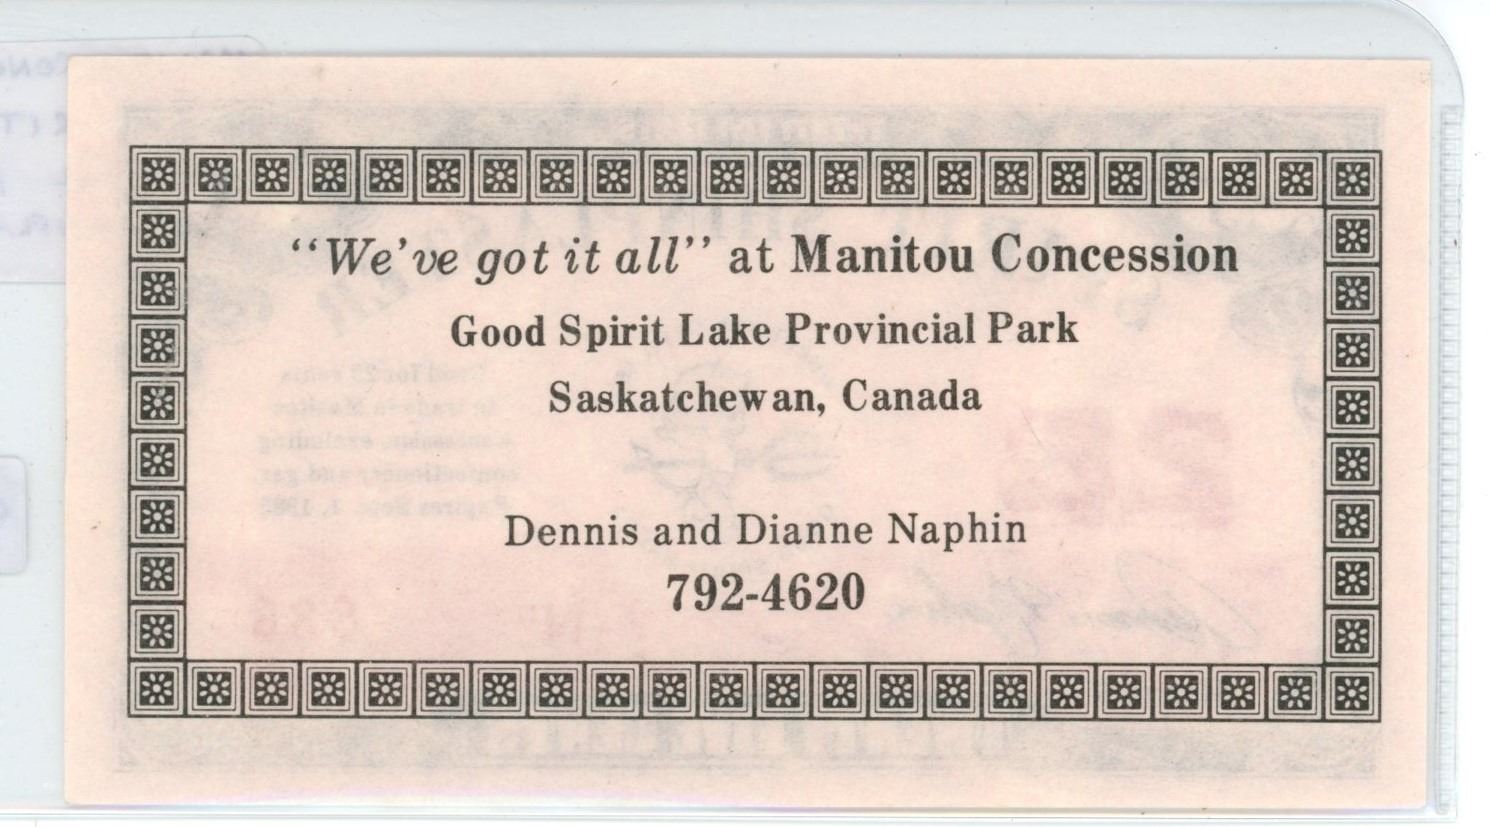 “We’ve got it all” at Manitou Concession
Good Spirit Lake Provincial Park
Saskatchewan, Canada
Dennis and Dianne Naphin
792-4620